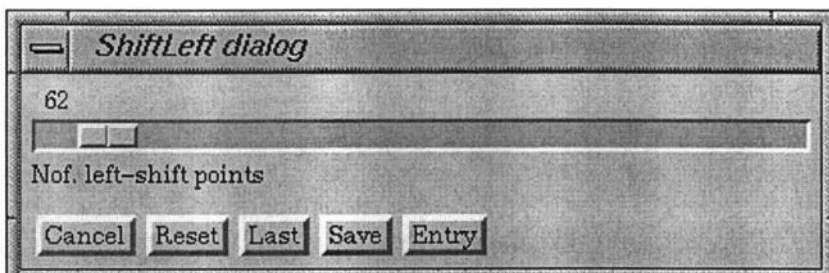 ShiftLeft dialog
62
Nof. left-shift points
Cancel Reset Last Save Entry